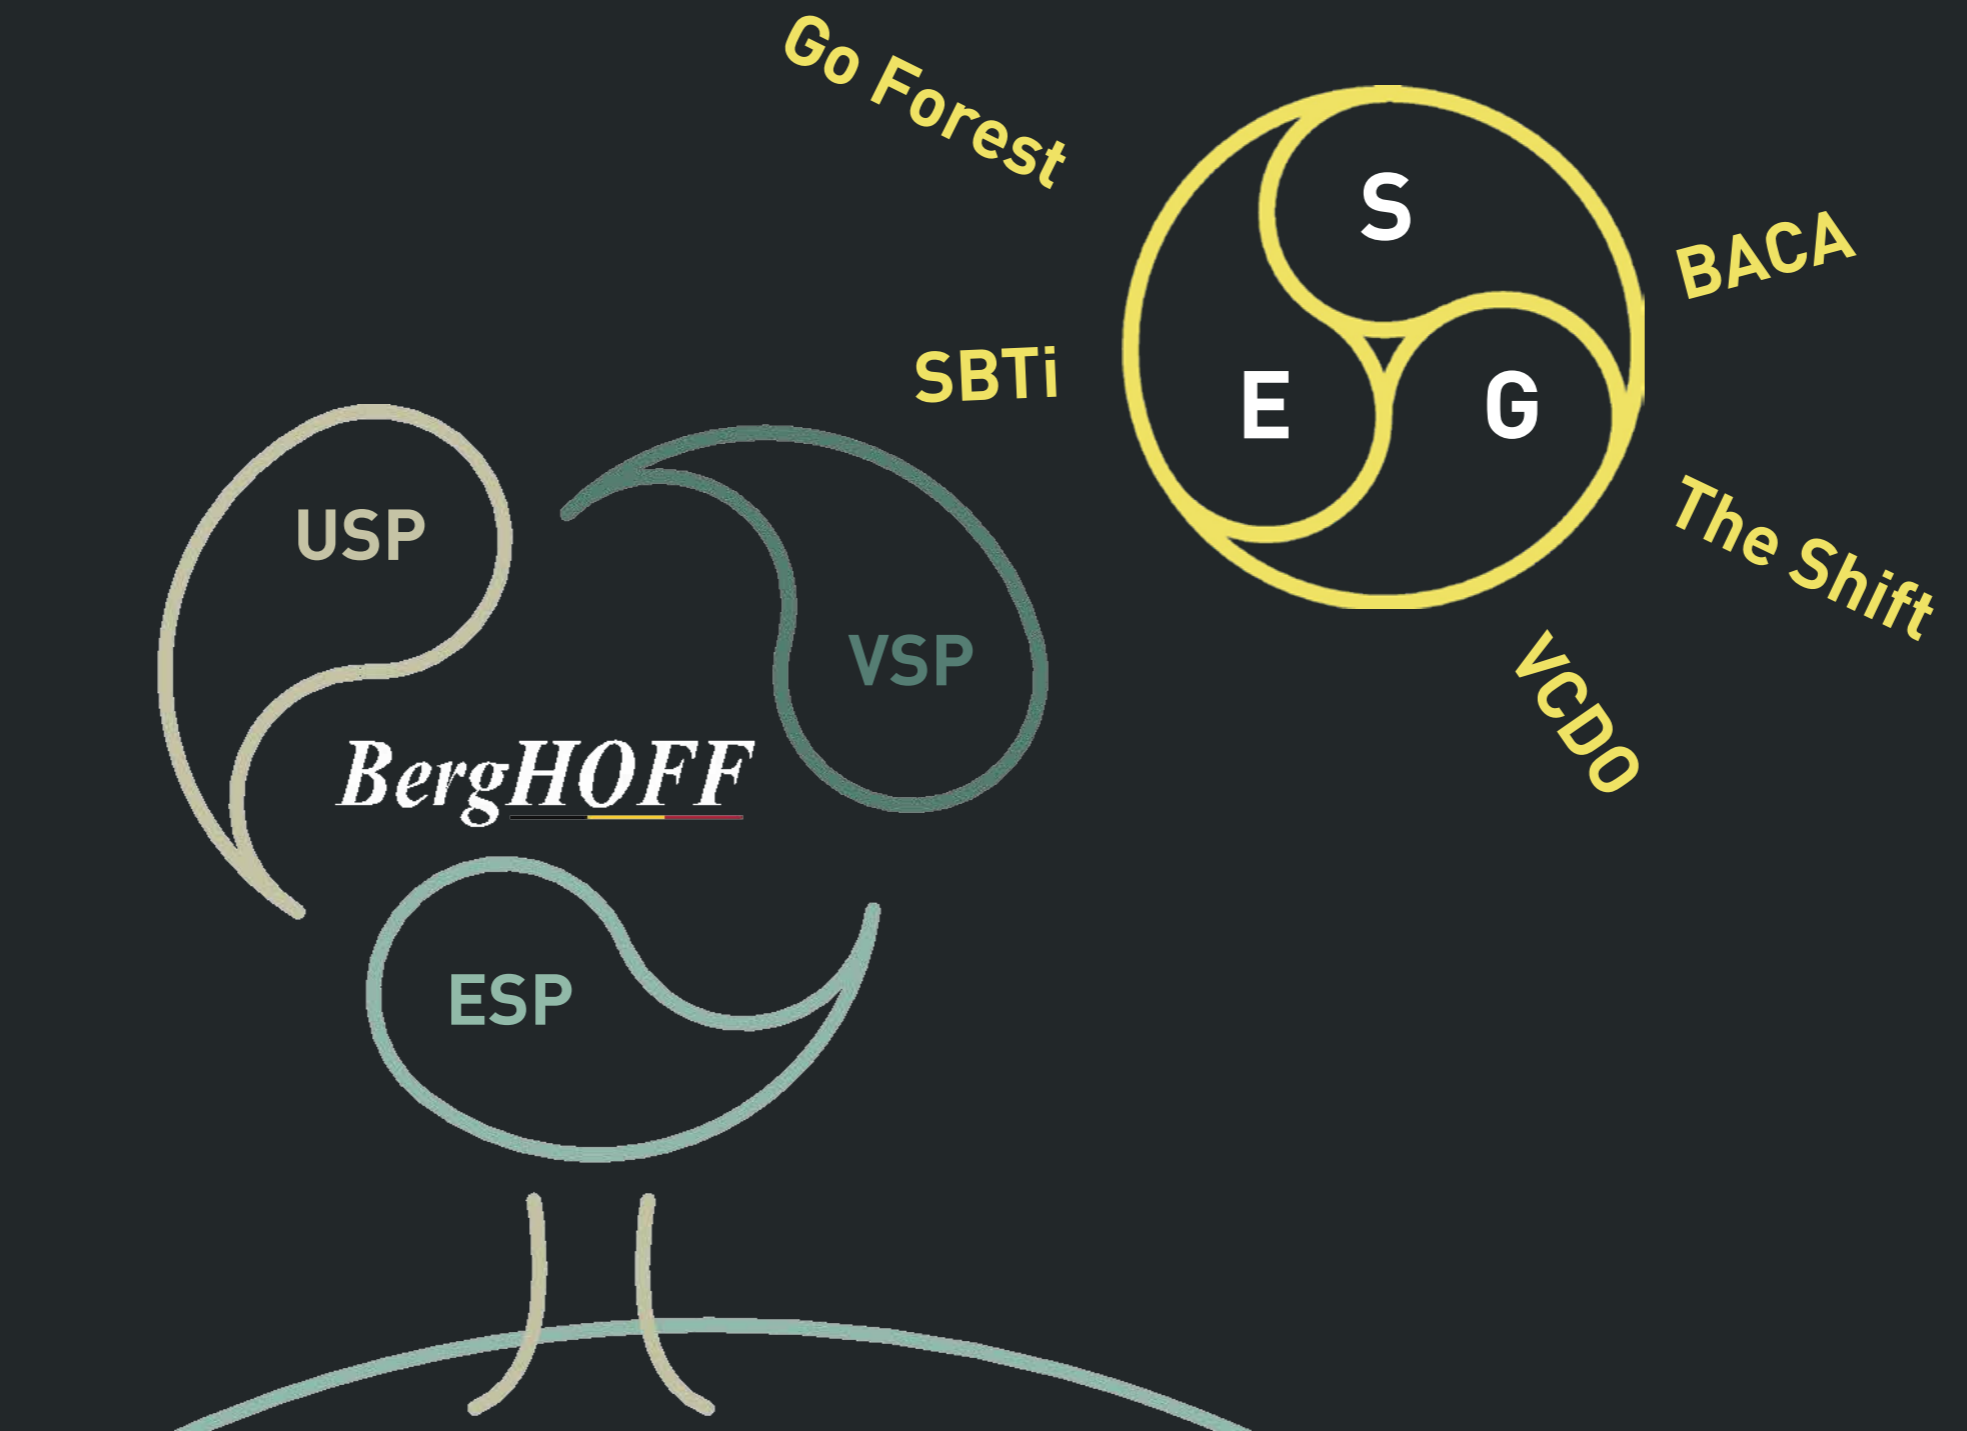 Go Forest
S
BACA
SBTi
E
G
The Shift
USP
VSP
VCDO
BergHOFF
ESP